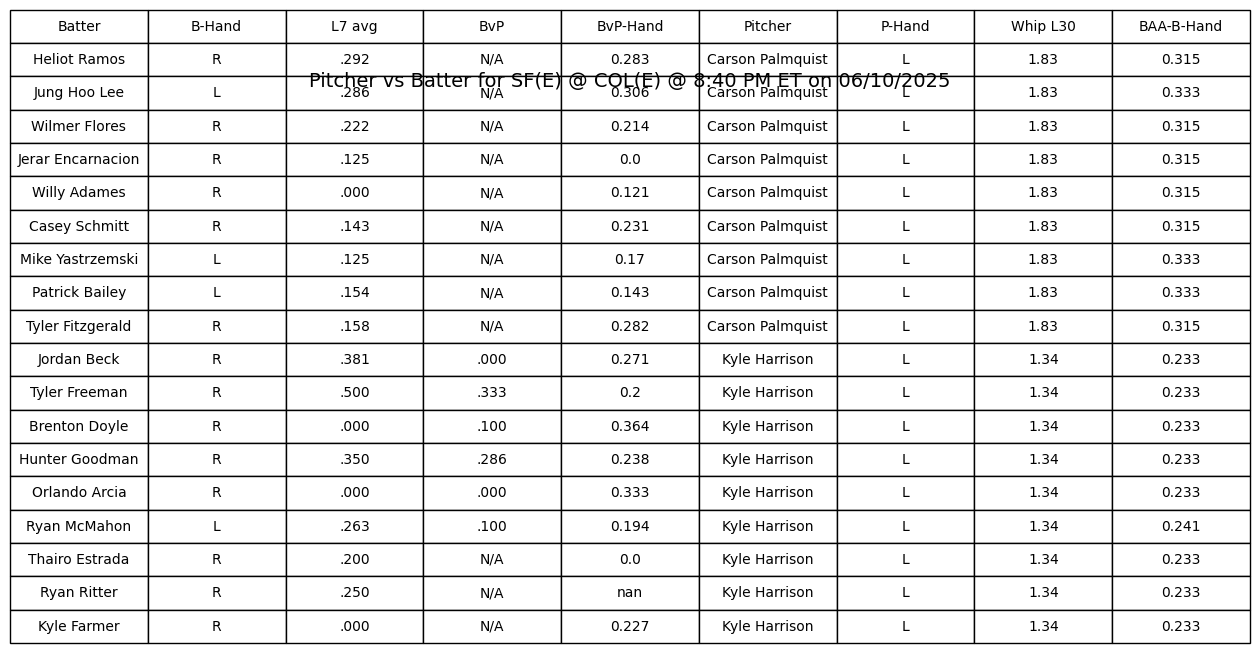 Batter B-Hand L7 avg BvP BvP-Hand Pitcher P-Hand Whip L30 BAA-B-Hand
Heliot Ramos R .292 N/A 0.283 Carson Palmquist L 1.83 0.315
Pitcher vs Batter for SF(E) @ COL(E) @ 8:40 PM ET on 06/10/2025
Jung Hoo Lee L .286 N/A 0.306 Carson Palmquist L 1.83 0.333
Wilmer Flores R .222 N/A 0.214 Carson Palmquist L 1.83 0.315
Jerar Encarnacion R .125 N/A 0.0 Carson Palmquist L 1.83 0.315
Willy Adames R .000 N/A 0.121 Carson Palmquist L 1.83 0.315
Casey Schmitt R .143 N/A 0.231 Carson Palmquist L 1.83 0.315
Mike Yastrzemski L .125 N/A 0.17 Carson Palmquist L 1.83 0.333
Patrick Bailey L .154 N/A 0.143 Carson Palmquist L 1.83 0.333
Tyler Fitzgerald R .158 N/A 0.282 Carson Palmquist L 1.83 0.315
Jordan Beck R .381 .000 0.271 Kyle Harrison L 1.34 0.233
Tyler Freeman R .500 .333 0.2 Kyle Harrison L 1.34 0.233
Brenton Doyle R .000 .100 0.364 Kyle Harrison L 1.34 0.233
Hunter Goodman R .350 .286 0.238 Kyle Harrison L 1.34 0.233
Orlando Arcia R .000 .000 0.333 Kyle Harrison L 1.34 0.233
Ryan McMahon L .263 .100 0.194 Kyle Harrison L 1.34 0.241
Thairo Estrada R .200 N/A 0.0 Kyle Harrison L 1.34 0.233
Ryan Ritter R .250 N/A nan Kyle Harrison L 1.34 0.233
Kyle Farmer R .000 N/A 0.227 Kyle Harrison L 1.34 0.233